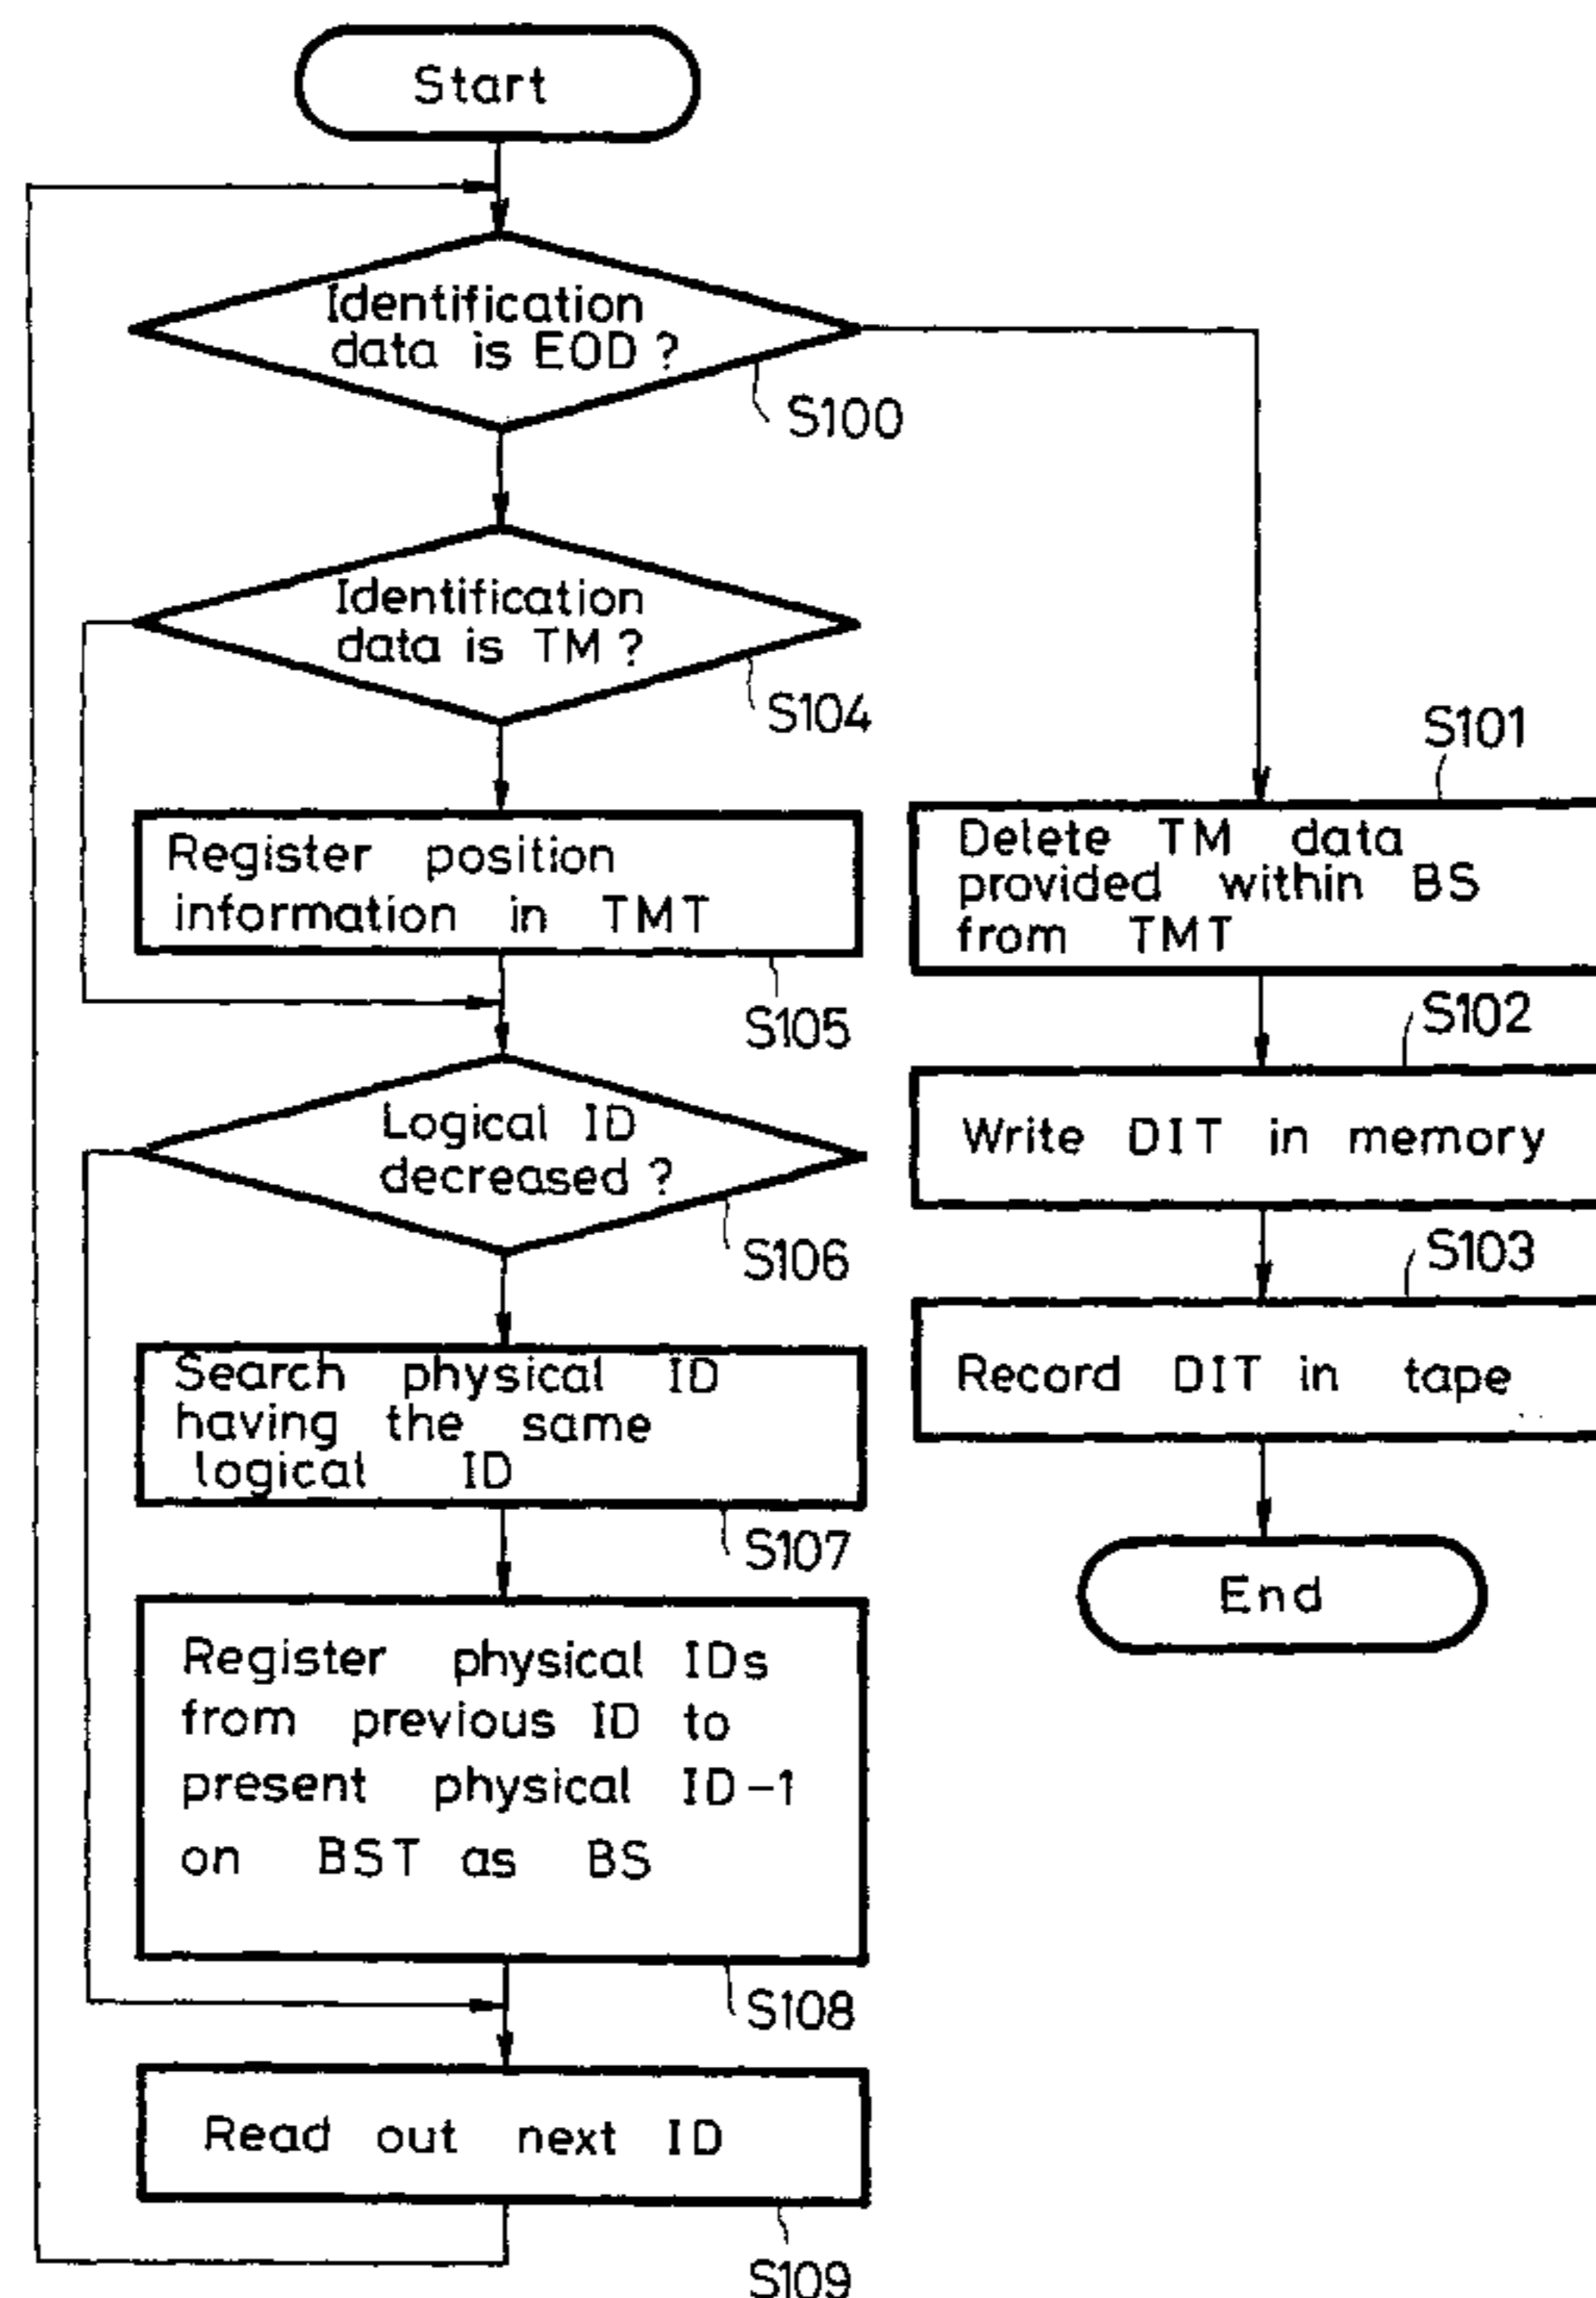 Start
Identification
data is EOD ?
S100
Identification
data is TM ?
S104
Register position
information in TMT
S105
Logical ID
decreased ?
S106
Search physical ID
having the same
logical ID
S107
Register physical IDs
from previous ID to
present physical ID-1
on BST as BS
S108
Read out next ID
S109
S101
Delete TM data
provided within BS
from TMT
S102
Write DIT in memory
S103
Record DIT in tape
End